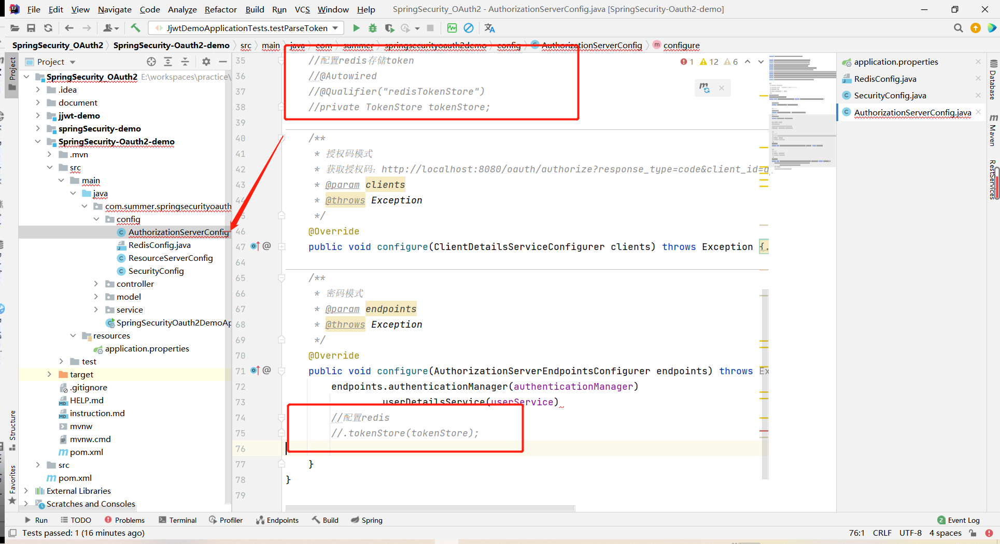 File Edit View Navigate Code Analyze Refactor Build Run VCS Window Help SpringSecurity_OAuth2 - AuthorizationServerConfig.java [SpringSecurity-Oauth2-demo]
JjwtDemoApplicationTests.testParseToken
SpringSecurity_OAuth2 SpringSecurity-Oauth2-demo src main java com summer springsecurityoauth2demo config AuthorizationServerConfig configure
Project
Project
SpringSecurity_OAuth2 E:\workspaces\practice\
.idea
document
jjwt-demo
springSecurity-demo
SpringSecurity-Oauth2-demo
.mvn
src
main
java
com.summer.springsecurityoauth
config
AuthorizationServerConfig
RedisConfig.java
ResourceServerConfig
SecurityConfig
controller
model
service
SpringSecurityOauth2DemoAp
resources
application.properties
test
target
.gitignore
HELP.md
instruction.md
mvnw
mvnw.cmd
pom.xml
src
pom.xml
External Libraries
Scratches and Consoles
Structure
Favorites
35 //配置redis存储token
36 //@Autowired
37 //@Qualifier("redisTokenStore")
38 //private TokenStore tokenStore;
39
40 /**
41 * 授权码模式
42 * 获取授权码：http://localhost:8080/oauth/authorize?response_type=code&client_id=
43 * @param clients
44 * @throws Exception
*/
46 @Override
47 public void configure(ClientDetailsServiceConfigurer clients) throws Exception {.
64
65 /**
66 * 密码模式
67 * @param endpoints
68 * @throws Exception
69 */
70 @Override
71 public void configure(AuthorizationServerEndpointsConfigurer endpoints) throws Ex
72 endpoints.authenticationManager(authenticationManager)
73 userDetailsService(userService)
74 //配置redis
75 //.tokenStore(tokenStore);
76
77 }
78 }
79
1 12 6
application.properties
RedisConfig.java
SecurityConfig.java
AuthorizationServerConfig.java
Database
Maven
RestServices
Run TODO Problems Terminal Profiler Endpoints Build Spring 2 Event Log
Tests passed: 1 (16 minutes ago) 76:1 CRLF UTF-8 4 spaces